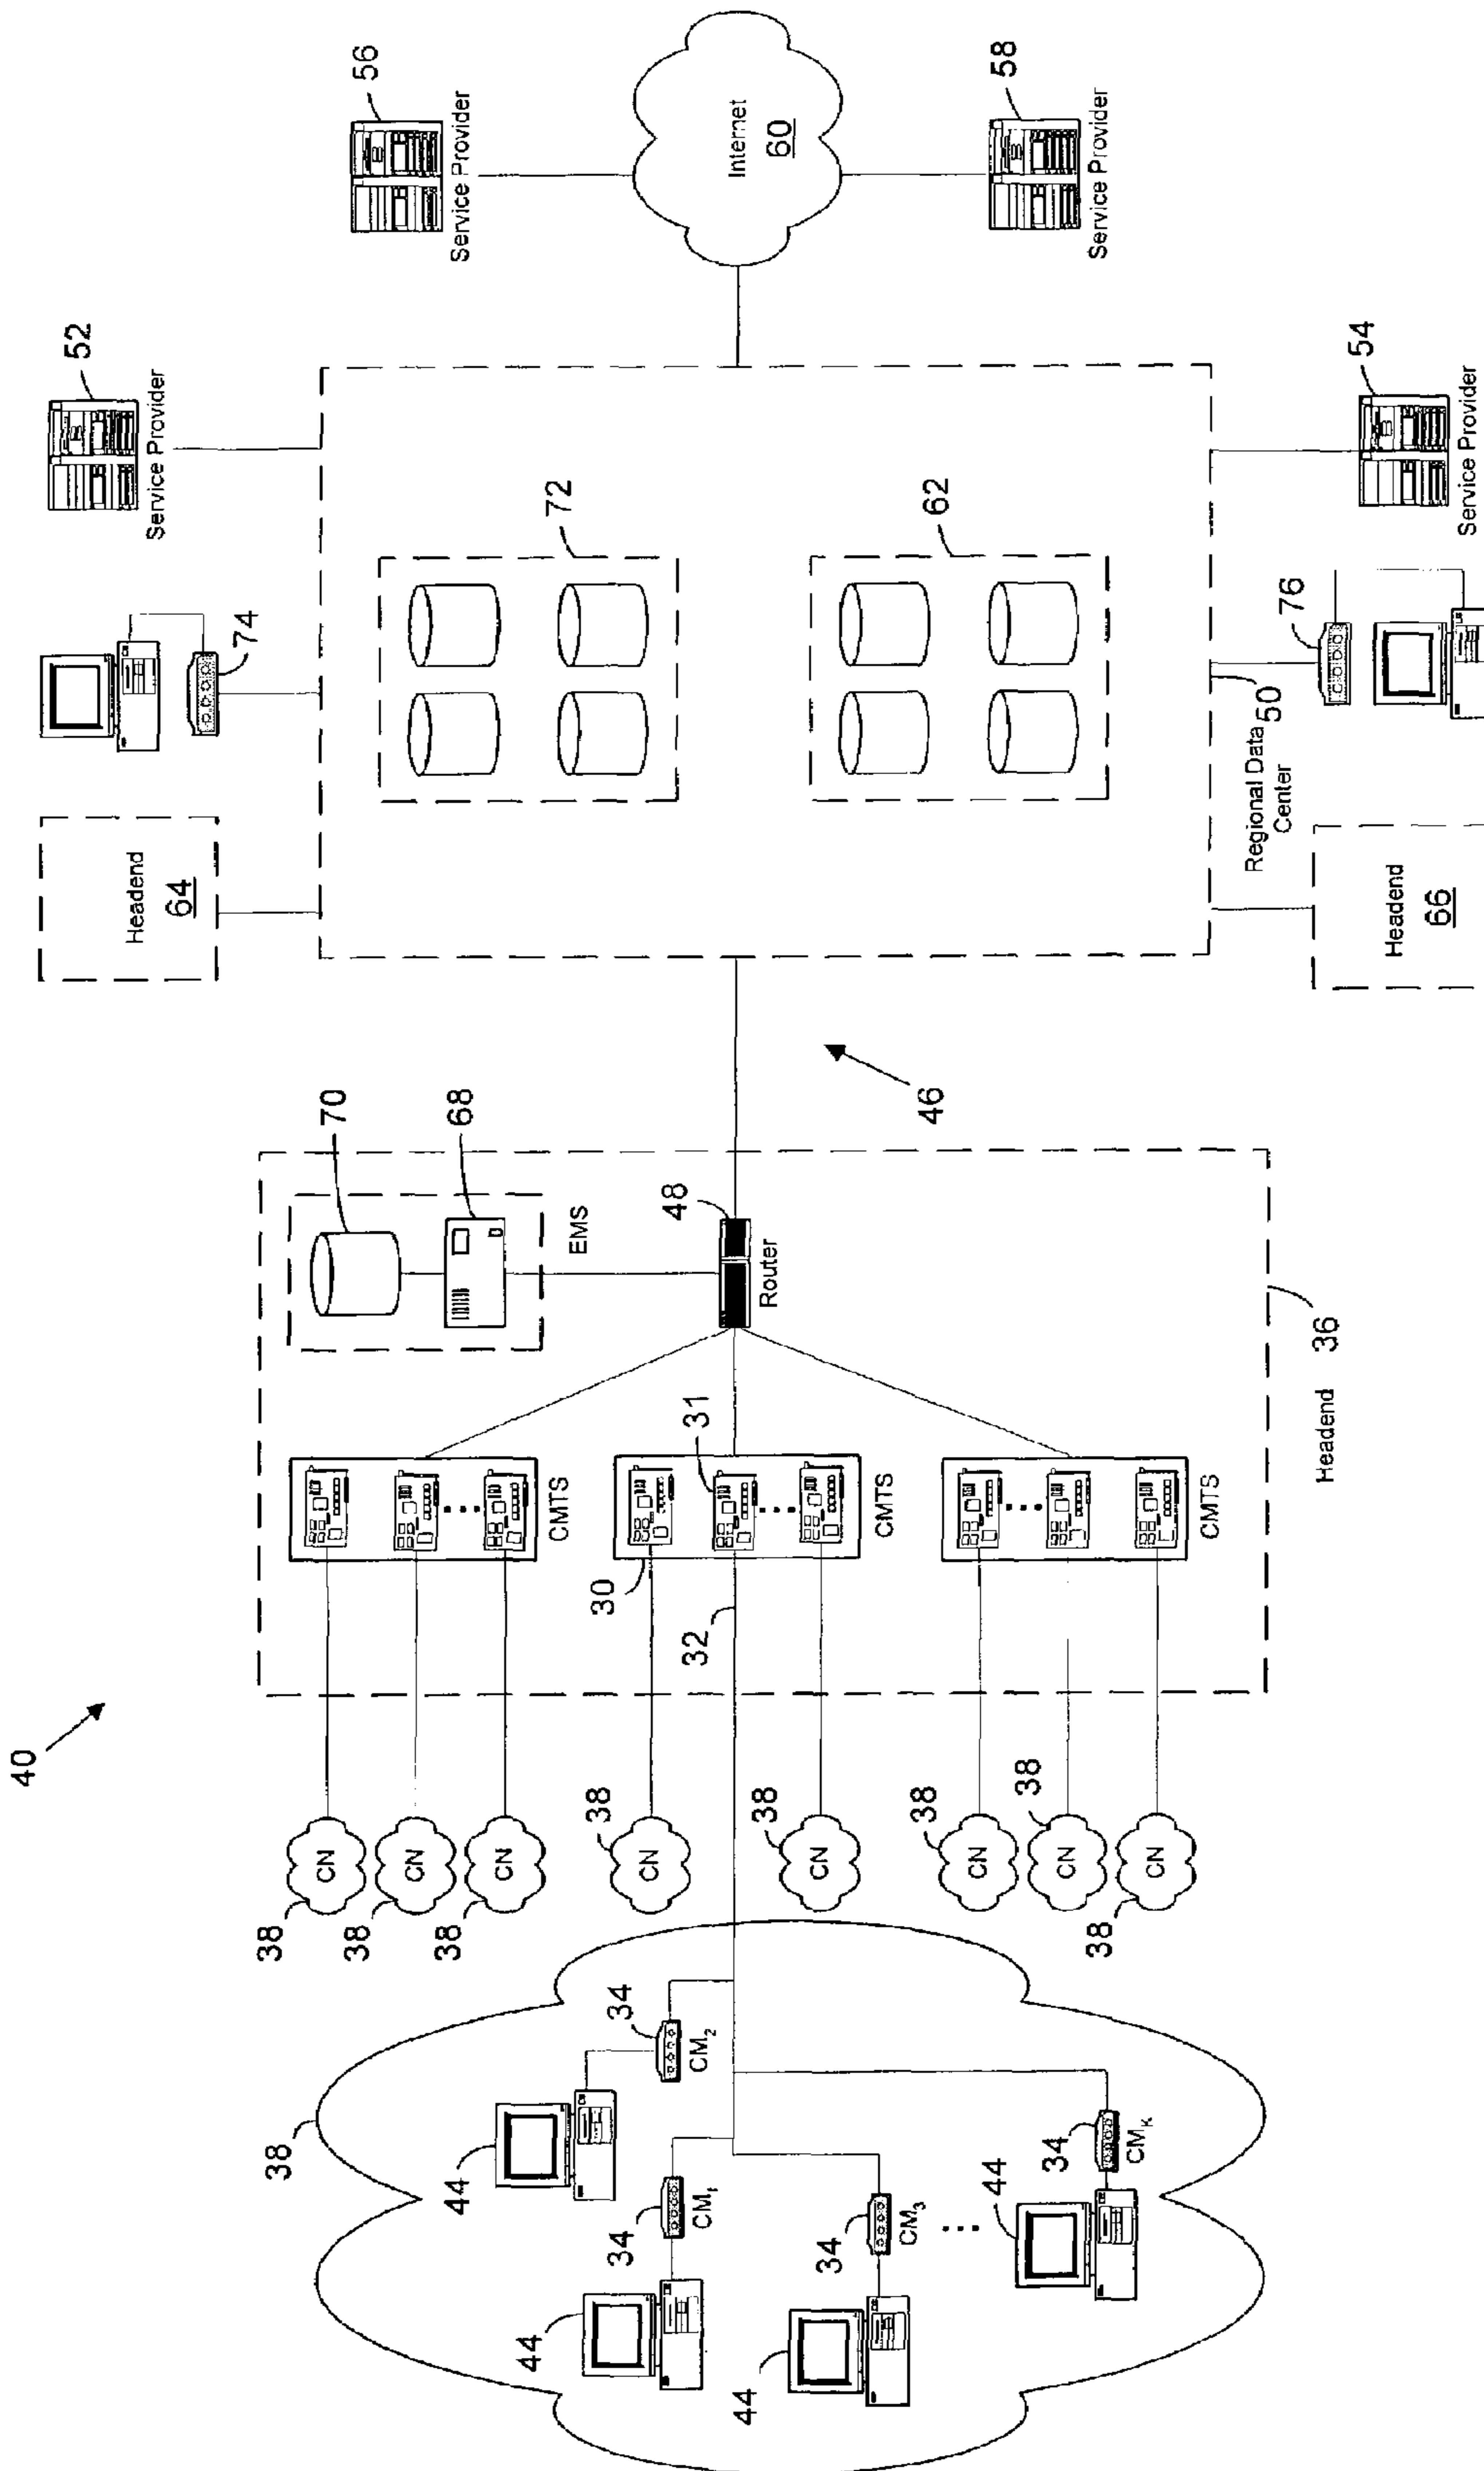 40
38
44
34
CM1
44
34
CM2
44
34
CM3
44
34
CMK
38
CN
38
CN
38
CN
38
CN
38
CN
38
CN
38
CN
38
CN
32
30
31
CMTS
CMTS
CMTS
70
68
EMS
48
Router
Headend
36
46
Headend
64
74
52
Service Provider
72
62
Regional Data
Center
50
Headend
66
76
54
Service Provider
56
Service Provider
Internet
60
58
Service Provider